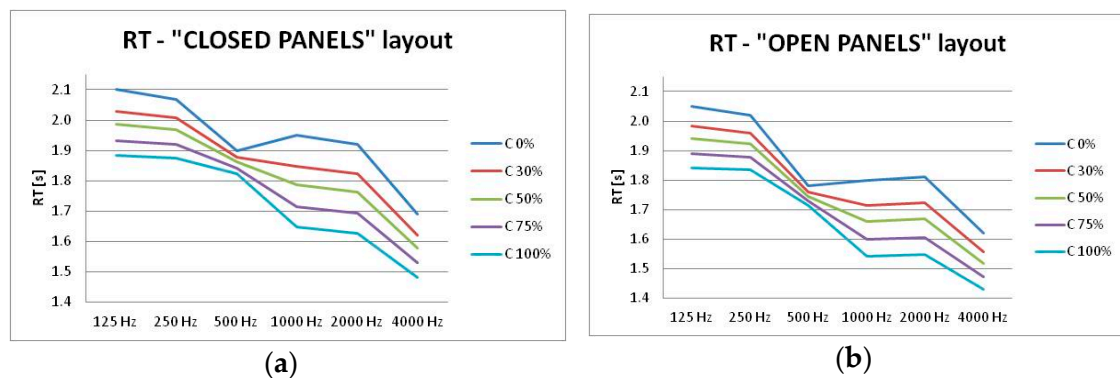 RT - "CLOSED PANELS" layout
2.1
2.0
1.9
1.8
1.7
1.6
1.5
1.4
RT [s]
125 Hz 250 Hz 500 Hz 1000 Hz 2000 Hz 4000 Hz
C 0%
C 30%
C 50%
C 75%
C 100%
(a)
RT - "OPEN PANELS" layout
2.1
2.0
1.9
1.8
1.7
1.6
1.5
1.4
RT [s]
125 Hz 250 Hz 500 Hz 1000 Hz 2000 Hz 4000 Hz
C 0%
C 30%
C 50%
C 75%
C 100%
(b)